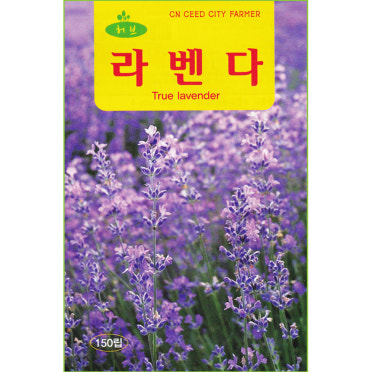 허브
CN CEED CITY FARMER
라벤다
True lavender
150립